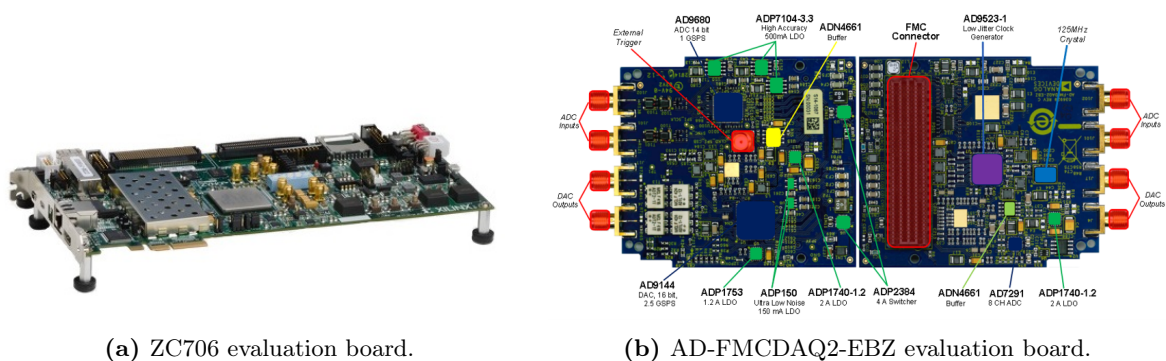 AD9680
ADC 14 bit
1 GSPS
External
Trigger
ADP7104-3.3
High Accuracy
500mA LDO
ADN4661
Buffer
FMC
Connector
AD9523-1
Low Jitter Clock
Generator
125MHz
Crystal
ADC
Inputs
DAC
Outputs
ADC
Inputs
DAC
Outputs
AD9144
DAC, 16 bit,
2.5 GSPS
ADP1753
1.2 A LDO
ADP150
Ultra Low Noise
150 mA LDO
ADP1740-1.2
2 A LDO
ADP2384
4 A Switcher
ADN4661
Buffer
AD7291
8 CH ADC
ADP1740-1.2
2 A LDO
(a) ZC706 evaluation board.
(b) AD-FMCDAQ2-EBZ evaluation board.